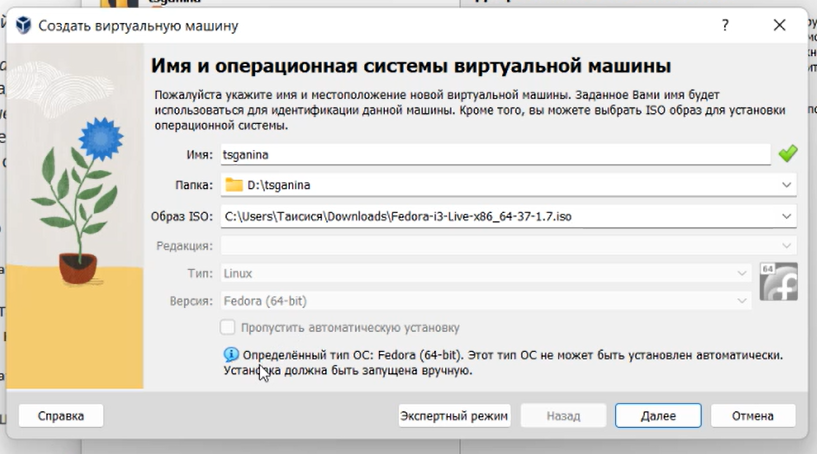 tsganina
Создать виртуальную машину
?
Имя и операционная системы виртуальной машины
Пожалуйста укажите имя и местоположение новой виртуальной машины. Заданное Вами имя будет
использоваться для идентификации данной машины. Кроме того, вы можете выбрать ISO образ для установки
операционной системы.
Имя: tsganina
Папка: D:\tsganina
Образ ISO: C:\Users\Таисися\Downloads\Fedora-i3-Live-x86_64-37-1.7.iso
Редакция:
Тип: Linux
64
Версия: Fedora (64-bit)
Пропустить автоматическую установку
Определённый тип ОС: Fedora (64-bit). Этот тип ОС не может быть установлен автоматически.
Установка должна быть запущена вручную.
Справка Экспертный режим Назад Далее Отмена